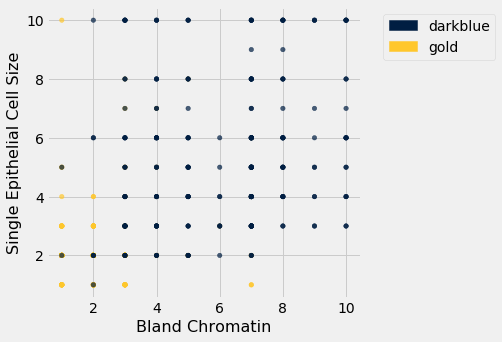 darkblue
gold
Single Epithelial Cell Size
10
8
6
4
2
2 4 6 8 10
Bland Chromatin